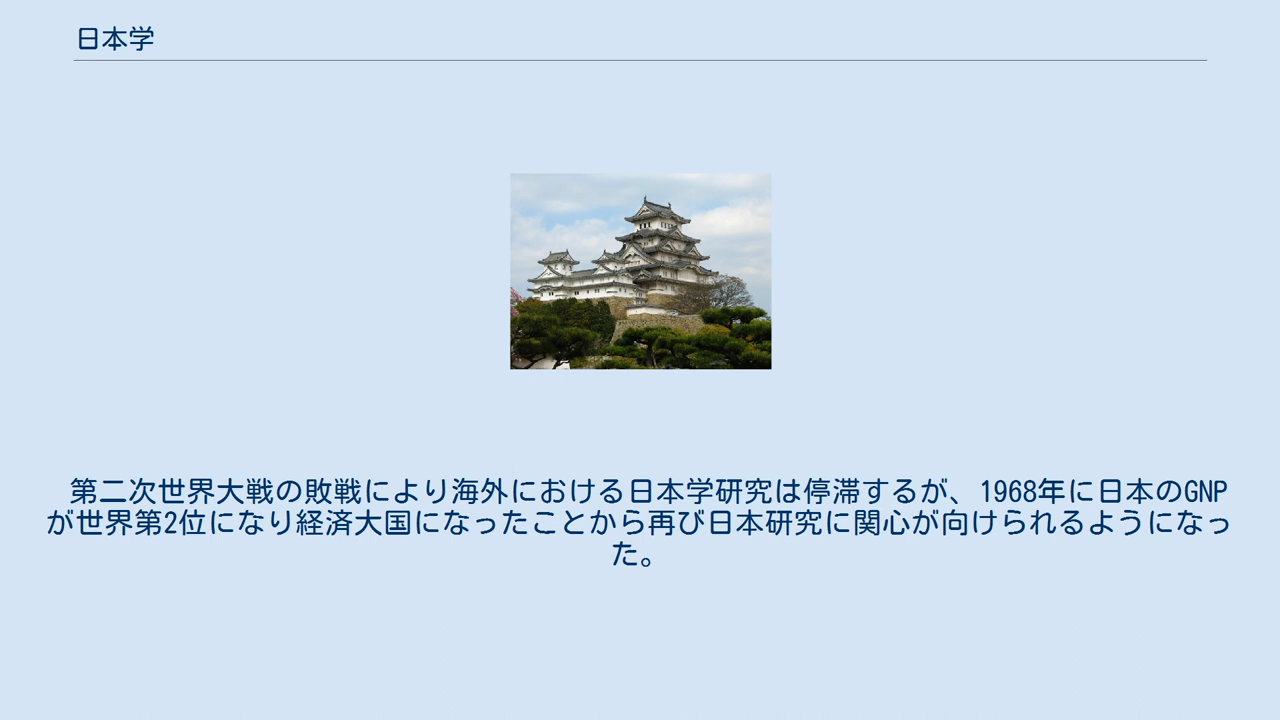 日本学
第二次世界大戦の敗戦により海外における日本学研究は停滞するが、1968年に日本のGNP
が世界第2位になり経済大国になったことから再び日本研究に関心が向けられるようになっ
た。